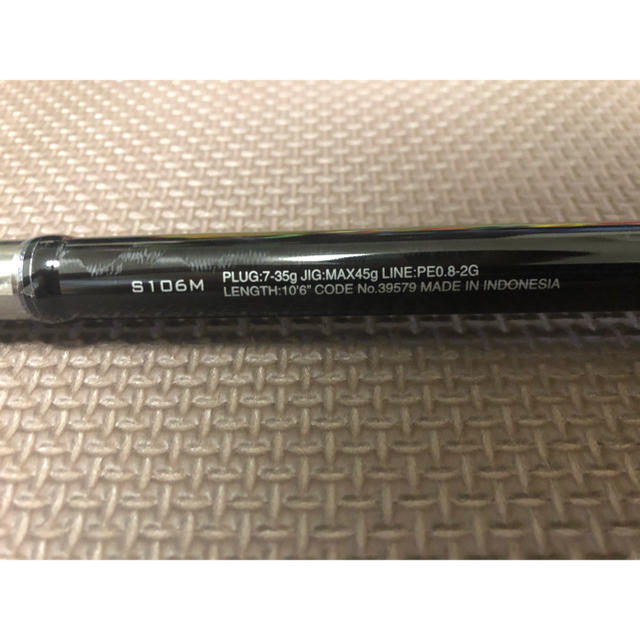 S106M
PLUG:7-35g JIG:MAX45g LINE:PE0.8-2G
LENGTH:10'6" CODE No.39579 MADE IN INDONESIA